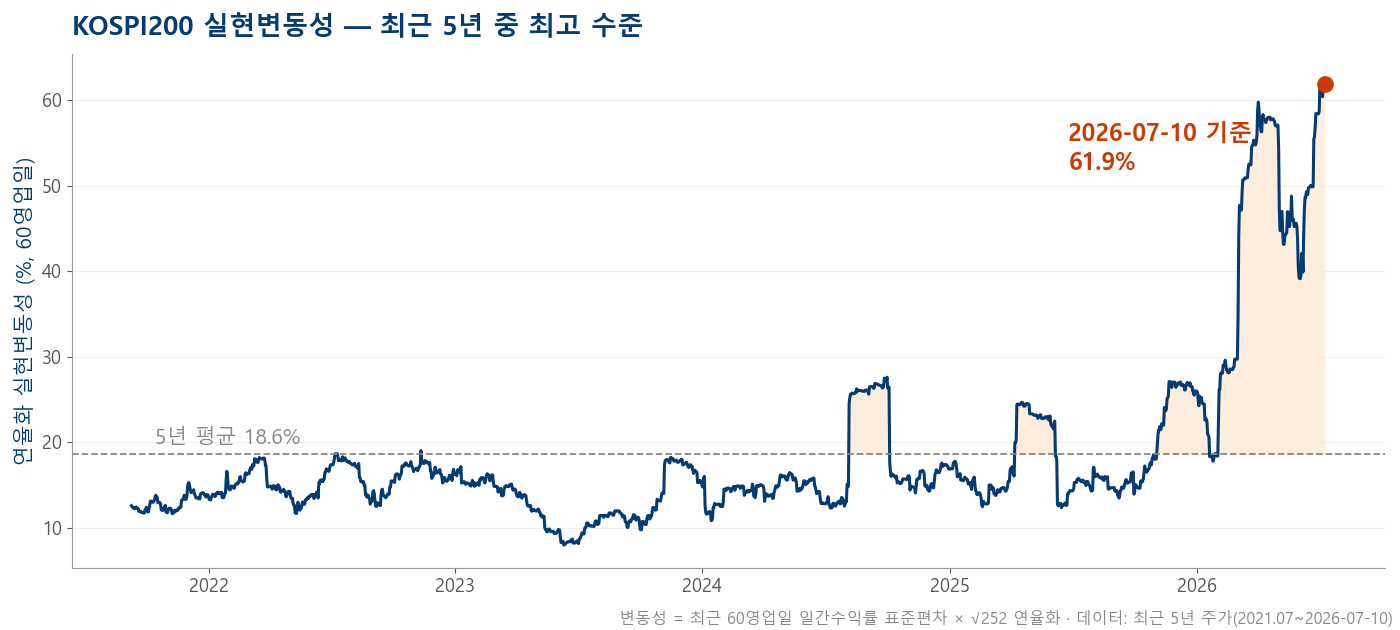 KOSPI200 실현변동성 — 최근 5년 중 최고 수준
연율화 실현변동성 (%, 60영업일)
60
50
40
30
20
10
2026-07-10 기준
61.9%
5년 평균 18.6%
2022
2023
2024
2025
2026
변동성 = 최근 60영업일 일간수익률 표준편차 × √252 연율화 · 데이터: 최근 5년 주가(2021.07~2026-07-10)